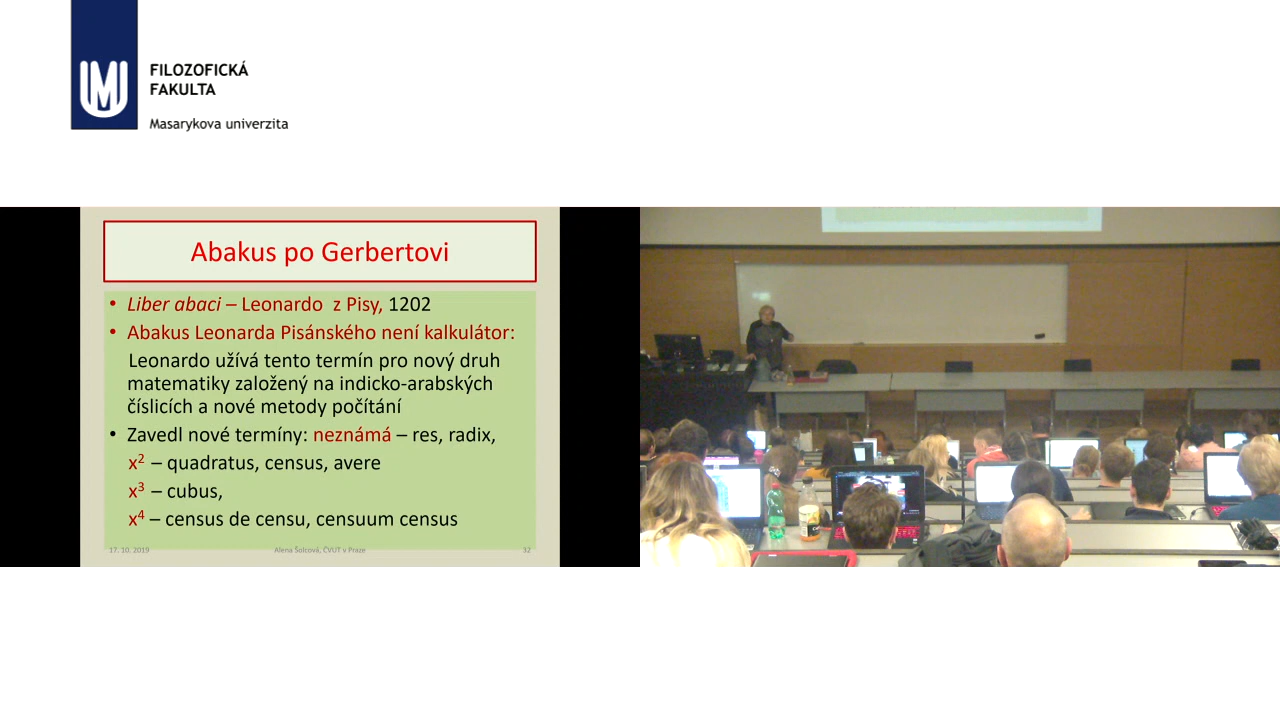 FILOZOFICKÁ
FAKULTA
Masarykova univerzita
Abakus po Gerbertovi
• Liber abaci – Leonardo z Pisy, 1202
• Abakus Leonarda Pisánského není kalkulátor:
Leonardo užívá tento termín pro nový druh
matematiky založený na indicko-arabských
číslicích a nové metody počítání
• Zavedl nové termíny: neznámá – res, radix,
x² – quadratus, census, avere
x³ – cubus,
x⁴ – census de censu, censuum census
17. 10. 2019 Alena Šolcová, ČVUT v Praze 32